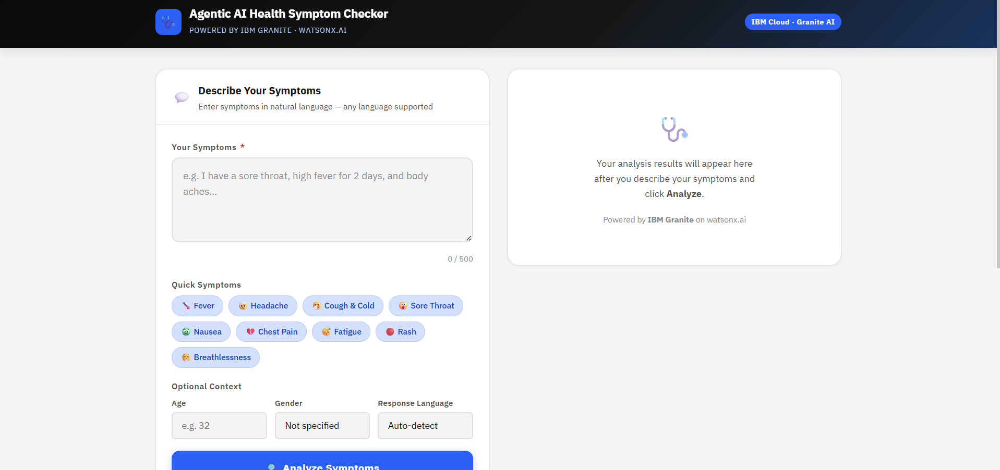 Agentic AI Health Symptom Checker
POWERED BY IBM GRANITE · WATSONX.AI
IBM Cloud · Granite AI
Describe Your Symptoms
Enter symptoms in natural language — any language supported
Your Symptoms *
e.g. I have a sore throat, high fever for 2 days, and body
aches...
0 / 500
Quick Symptoms
Fever
Headache
Cough & Cold
Sore Throat
Nausea
Chest Pain
Fatigue
Rash
Breathlessness
Optional Context
Age
Gender
Response Language
e.g. 32
Not specified
Auto-detect
Analyze Symptoms
Your analysis results will appear here
after you describe your symptoms and
click Analyze.
Powered by IBM Granite on watsonx.ai